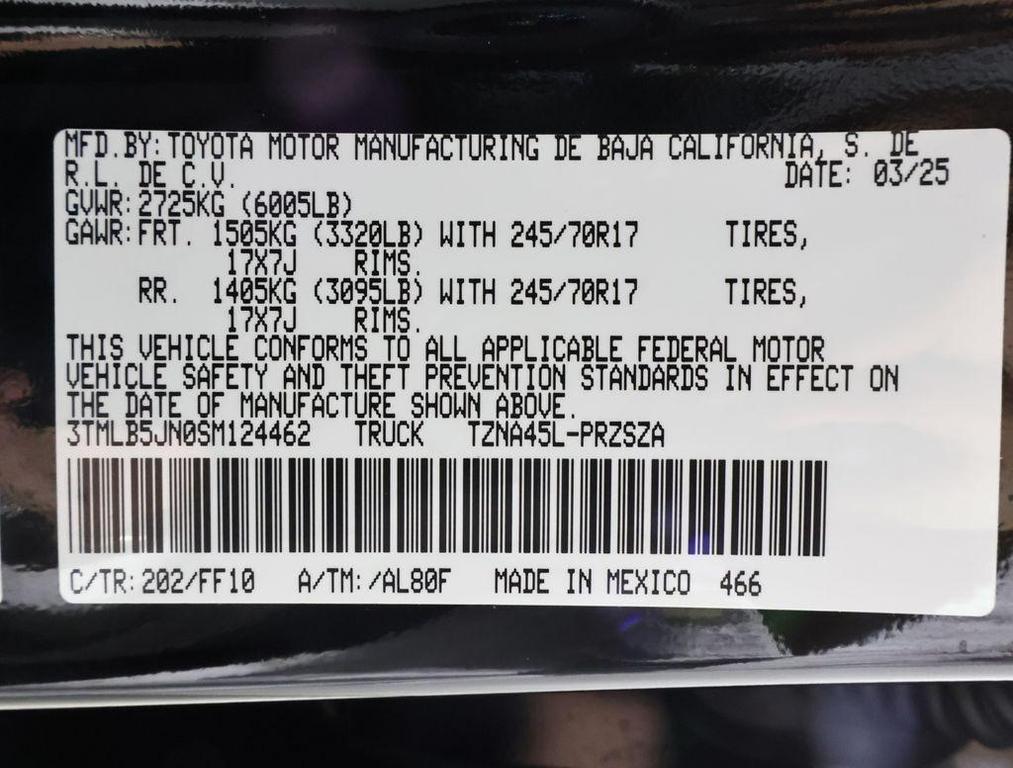 MFD.BY: TOYOTA MOTOR MANUFACTURING DE BAJA CALIFORNIA, S. DE
R.L. DE C.V. DATE: 03/25
GVWR: 2725KG (6005LB)
GAWR: FRT. 1505KG (3320LB) WITH 245/70R17 TIRES,
17X7J RIMS.
RR. 1405KG (3095LB) WITH 245/70R17 TIRES,
17X7J RIMS.
THIS VEHICLE CONFORMS TO ALL APPLICABLE FEDERAL MOTOR
VEHICLE SAFETY AND THEFT PREVENTION STANDARDS IN EFFECT ON
THE DATE OF MANUFACTURE SHOWN ABOVE.
3TMLB5JN0SM124462 TRUCK TZNA45L-PRZSZA
C/TR: 202/FF10 A/TM: /AL80F MADE IN MEXICO 466